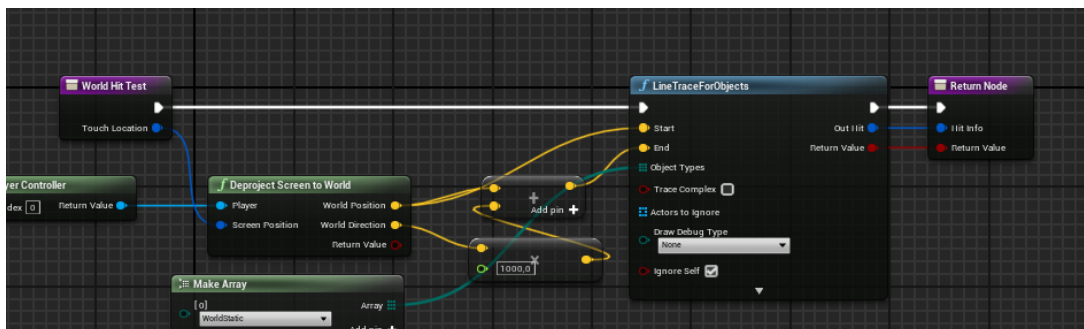 World Hit Test
Touch Location
yer Controller
dex 0
Return Value
Deproject Screen to World
Player
World Position
Screen Position
World Direction
Return Value
Make Array
[0]
WorldStatic
Array
Add pin +
+
Add pin +
1000,0
×
LineTraceForObjects
Start
Out Hit
End
Return Value
Object Types
Trace Complex
Actors to Ignore
Draw Debug Type
None
Ignore Self
Return Node
Hit Info
Return Value